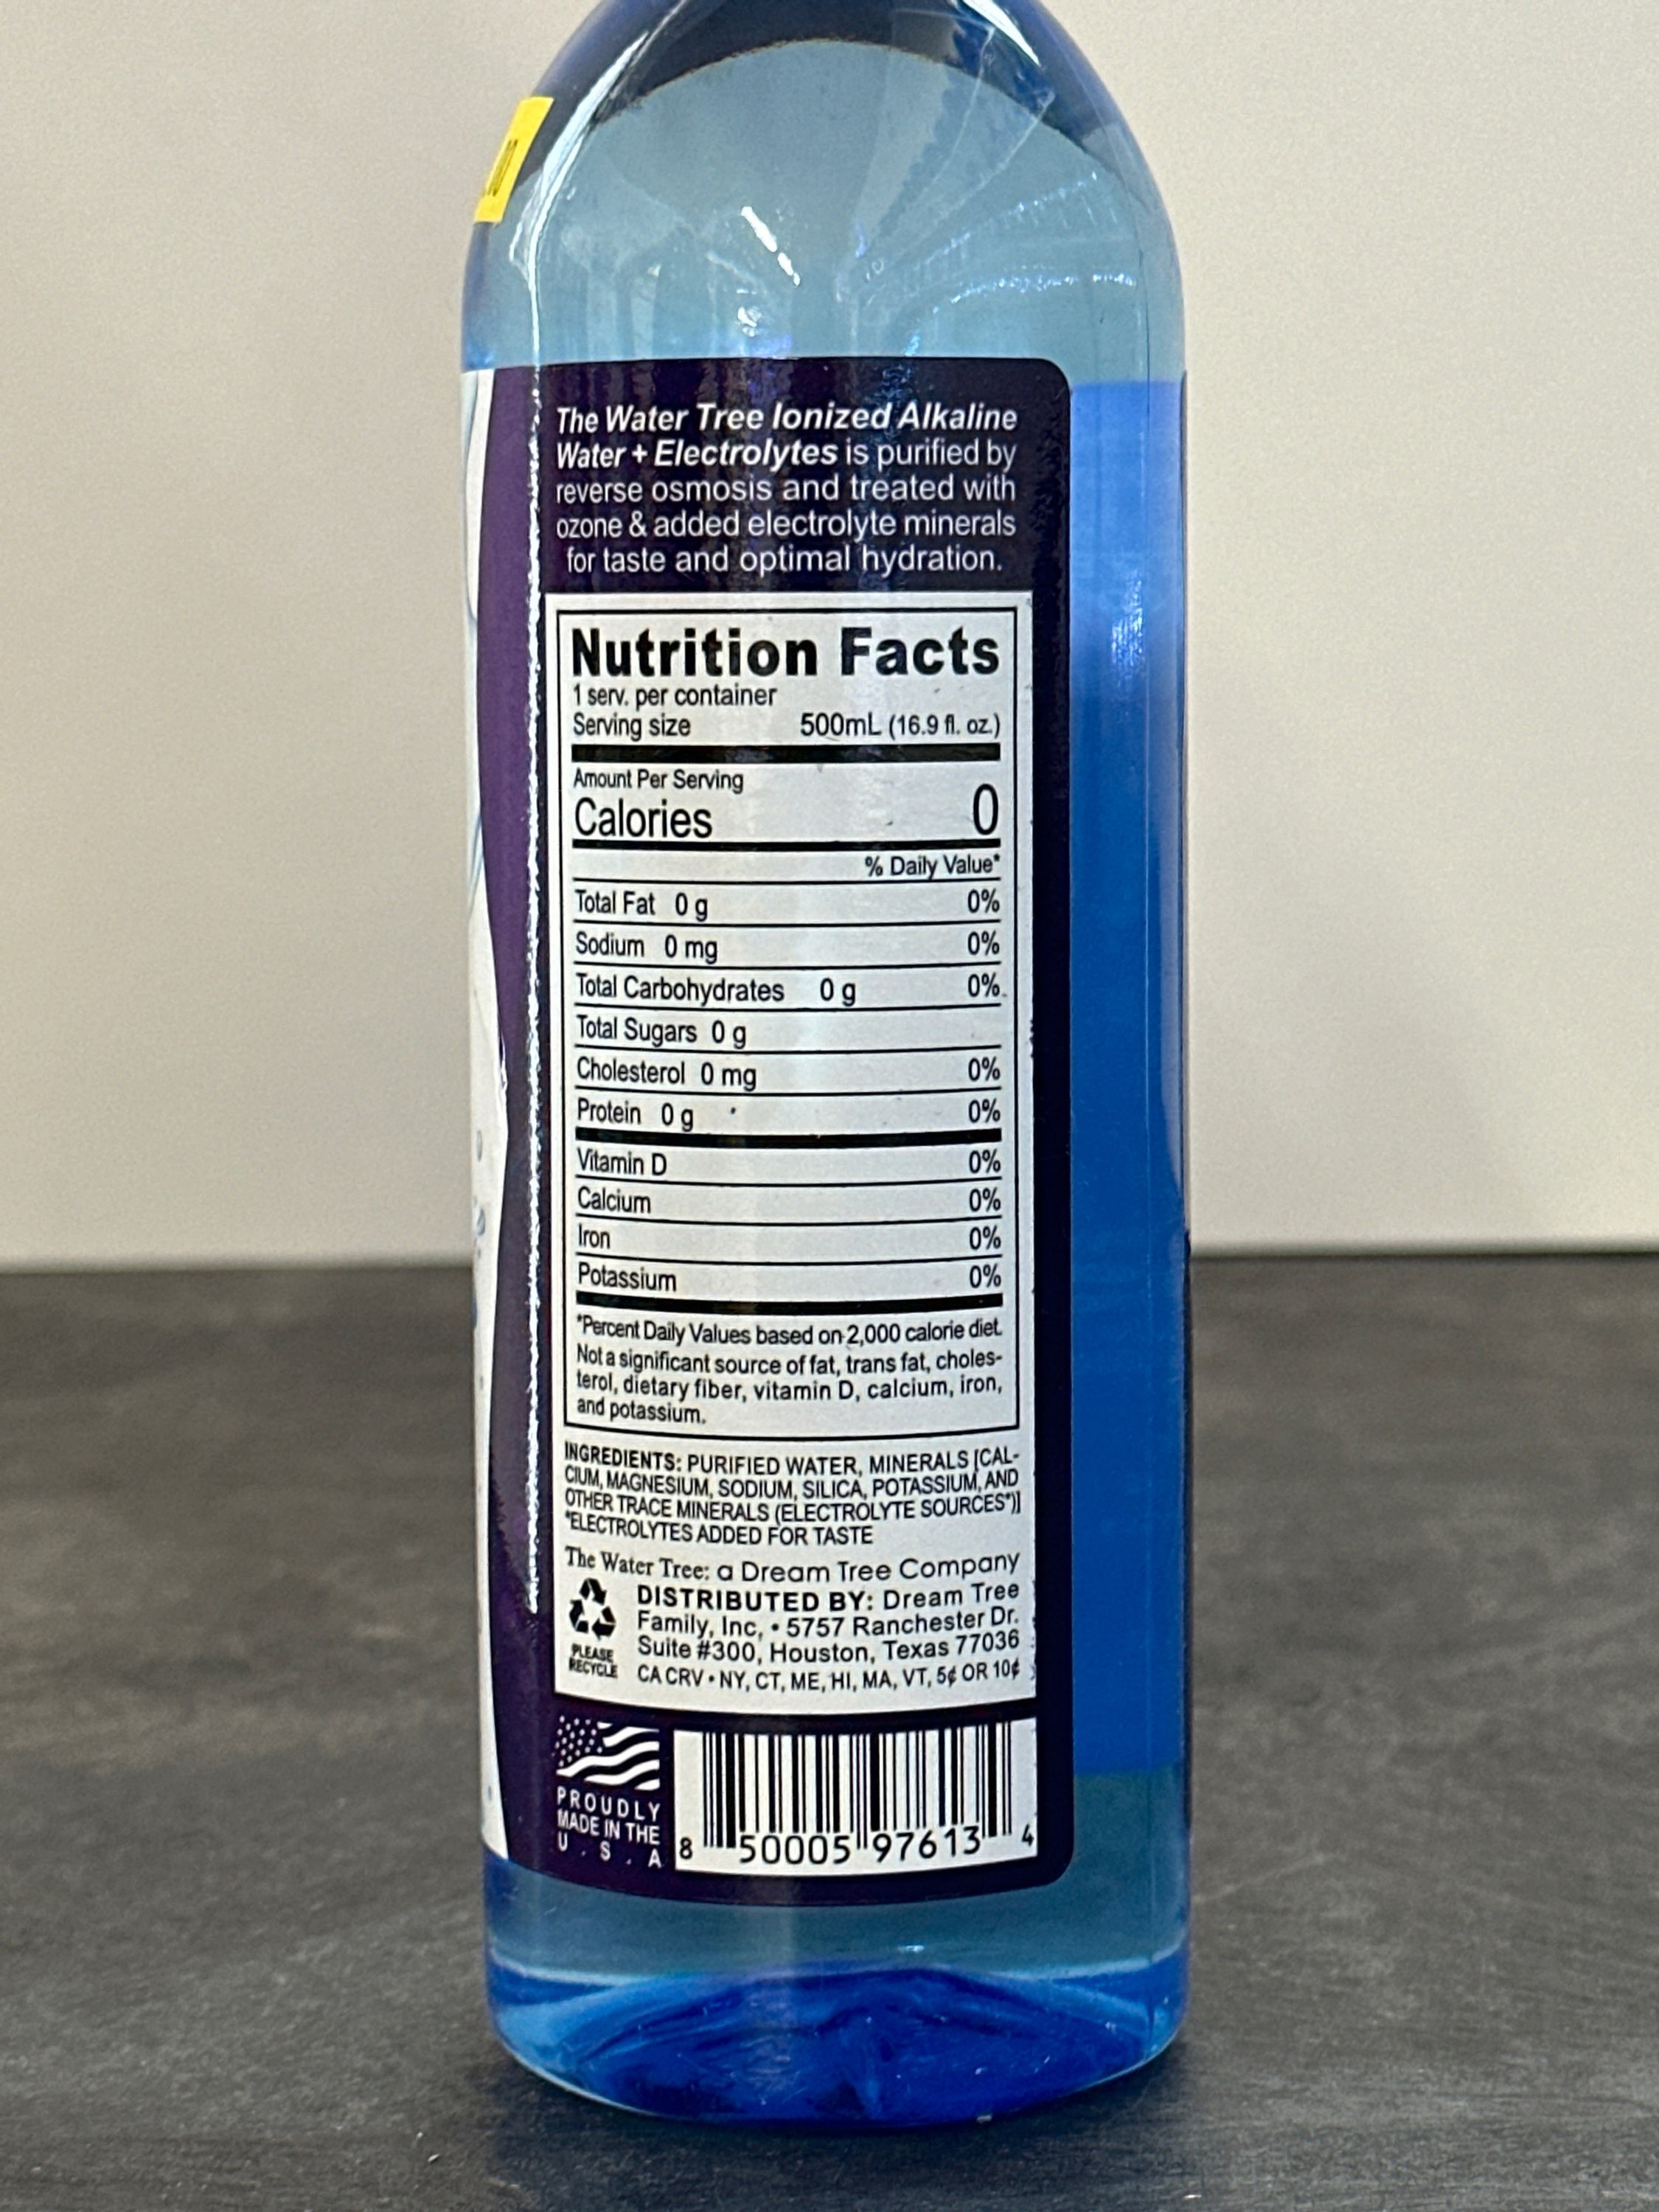 The Water Tree Ionized Alkaline
Water + Electrolytes is purified by
reverse osmosis and treated with
ozone & added electrolyte minerals
for taste and optimal hydration.
Nutrition Facts
1 serv. per container
Serving size 500mL (16.9 fl. oz.)
Amount Per Serving
Calories 0
% Daily Value*
Total Fat 0 g 0%
Sodium 0 mg 0%
Total Carbohydrates 0 g 0%
Total Sugars 0 g
Cholesterol 0 mg 0%
Protein 0 g 0%
Vitamin D 0%
Calcium 0%
Iron 0%
Potassium 0%
*Percent Daily Values based on 2,000 calorie diet.
Not a significant source of fat, trans fat, choles-
terol, dietary fiber, vitamin D, calcium, iron,
and potassium.
INGREDIENTS: PURIFIED WATER, MINERALS [CAL-
CIUM, MAGNESIUM, SODIUM, SILICA, POTASSIUM, AND
OTHER TRACE MINERALS (ELECTROLYTE SOURCES*)]
*ELECTROLYTES ADDED FOR TASTE
The Water Tree: a Dream Tree Company
DISTRIBUTED BY: Dream Tree
Family, Inc, • 5757 Ranchester Dr.
Suite #300, Houston, Texas 77036
PLEASE
RECYCLE
CA CRV • NY, CT, ME, HI, MA, VT, 5¢ OR 10¢
PROUDLY
MADE IN THE
U . S . A
8 50005 97613 4